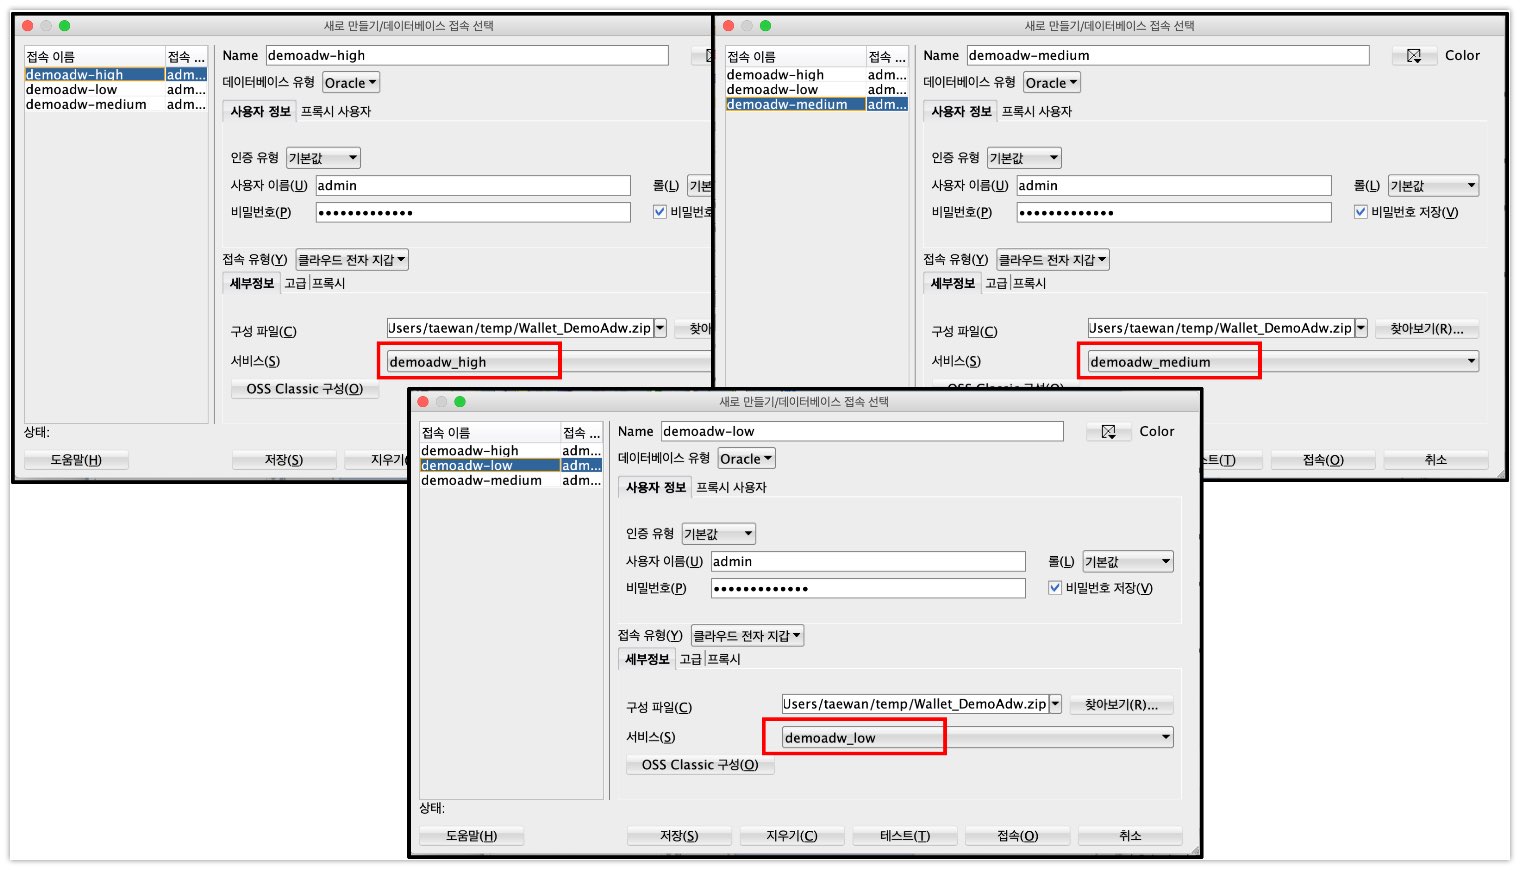 새로 만들기/데이터베이스 접속 선택
접속 이름 접속 ...
demoadw-high adm...
demoadw-low adm...
demoadw-medium adm...
Name demoadw-high
데이터베이스 유형 Oracle
사용자 정보 프록시 사용자
인증 유형 기본값
사용자 이름(U) admin 롤(L) 기본
비밀번호(P) ●●●●●●●●●●●●● 비밀번호
접속 유형(Y) 클라우드 전자 지갑
세부정보 고급 프록시
구성 파일(C) Users/taewan/temp/Wallet_DemoAdw.zip 찾아
서비스(S) demoadw_high
OSS Classic 구성(O)
상태:
도움말(H) 저장(S) 지우기(
새로 만들기/데이터베이스 접속 선택
접속 이름 접속 ...
demoadw-high adm...
demoadw-low adm...
demoadw-medium adm...
Name demoadw-medium Color
데이터베이스 유형 Oracle
사용자 정보 프록시 사용자
인증 유형 기본값
사용자 이름(U) admin 롤(L) 기본값
비밀번호(P) ●●●●●●●●●●●●● 비밀번호 저장(V)
접속 유형(Y) 클라우드 전자 지갑
세부정보 고급 프록시
구성 파일(C) Users/taewan/temp/Wallet_DemoAdw.zip 찾아보기(R)...
서비스(S) demoadw_medium
OSS Classic 구성(O)
스트(T) 접속(O) 취소
새로 만들기/데이터베이스 접속 선택
접속 이름 접속 ...
demoadw-high adm...
demoadw-low adm...
demoadw-medium adm...
Name demoadw-low Color
데이터베이스 유형 Oracle
사용자 정보 프록시 사용자
인증 유형 기본값
사용자 이름(U) admin 롤(L) 기본값
비밀번호(P) ●●●●●●●●●●●●● 비밀번호 저장(V)
접속 유형(Y) 클라우드 전자 지갑
세부정보 고급 프록시
구성 파일(C) Users/taewan/temp/Wallet_DemoAdw.zip 찾아보기(R)...
서비스(S) demoadw_low
OSS Classic 구성(O)
상태:
도움말(H) 저장(S) 지우기(C) 테스트(T) 접속(O) 취소